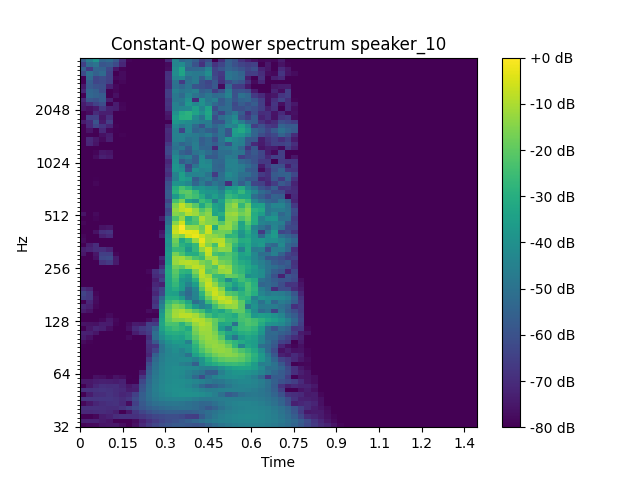 Constant-Q power spectrum speaker_10
+0 dB
-10 dB
-20 dB
-30 dB
-40 dB
-50 dB
-60 dB
-70 dB
-80 dB
Hz
2048
1024
512
256
128
64
32
0 0.15 0.3 0.45 0.6 0.75 0.9 1.1 1.2 1.4
Time